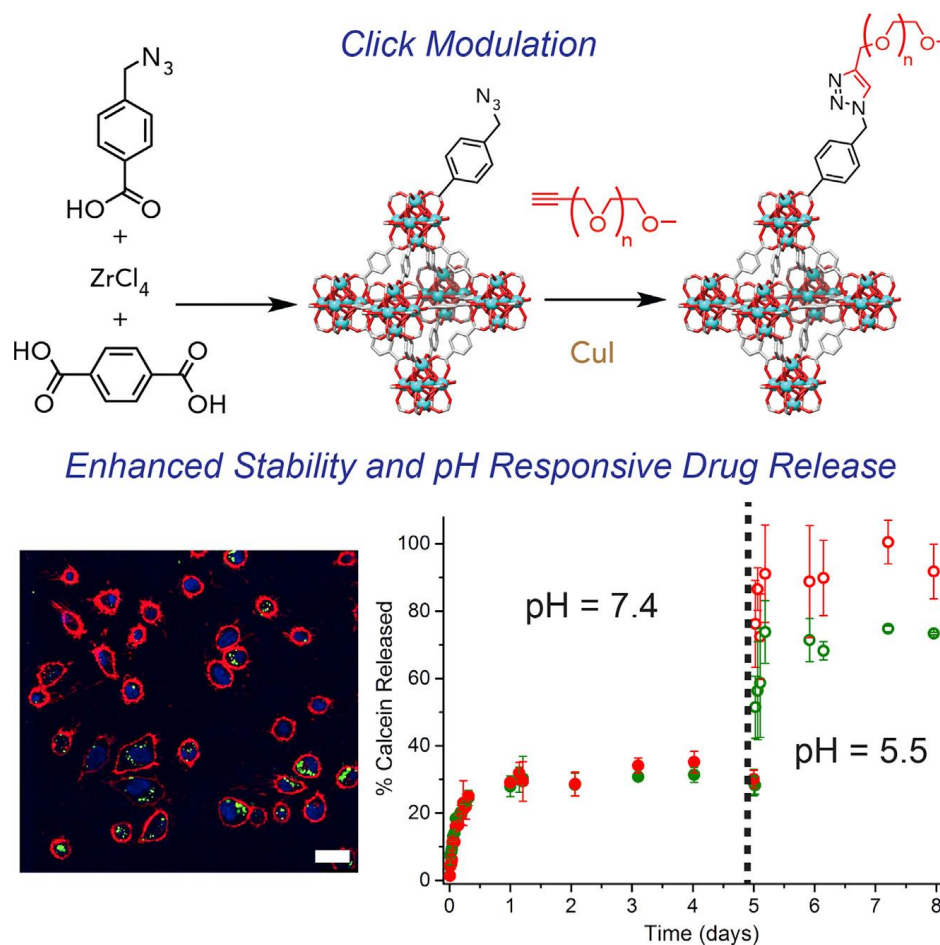 Click Modulation
N3
HO
O
+
ZrCl4
+
HO
O
O
OH
N3
O
n
O
CuI
O
n
O
N
N
N
Enhanced Stability and pH Responsive Drug Release
% Calcein Released
100
80
60
40
20
0
pH = 7.4
pH = 5.5
0 1 2 3 4 5 6 7 8
Time (days)